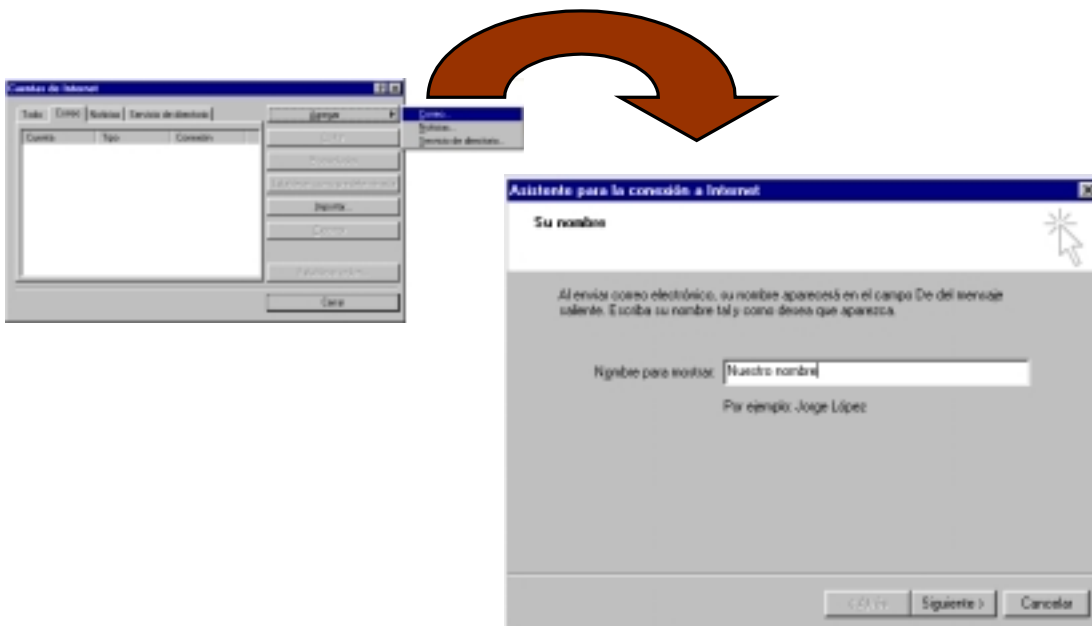 Cuentas de Internet
Todo Correo Noticias Servicio de directorio
Agregar
Correo...
Noticias...
Servicio de directorio...
Cuenta Tipo Conexión
Importar...
Cerrar
Asistente para la conexión a Internet
Su nombre
Al enviar correo electrónico, su nombre aparecerá en el campo De del mensaje
saliente. Escriba su nombre tal y como desea que aparezca.
Nombre para mostrar: Nuestro nombre
Por ejemplo: Jorge López
< Atrás Siguiente > Cancelar